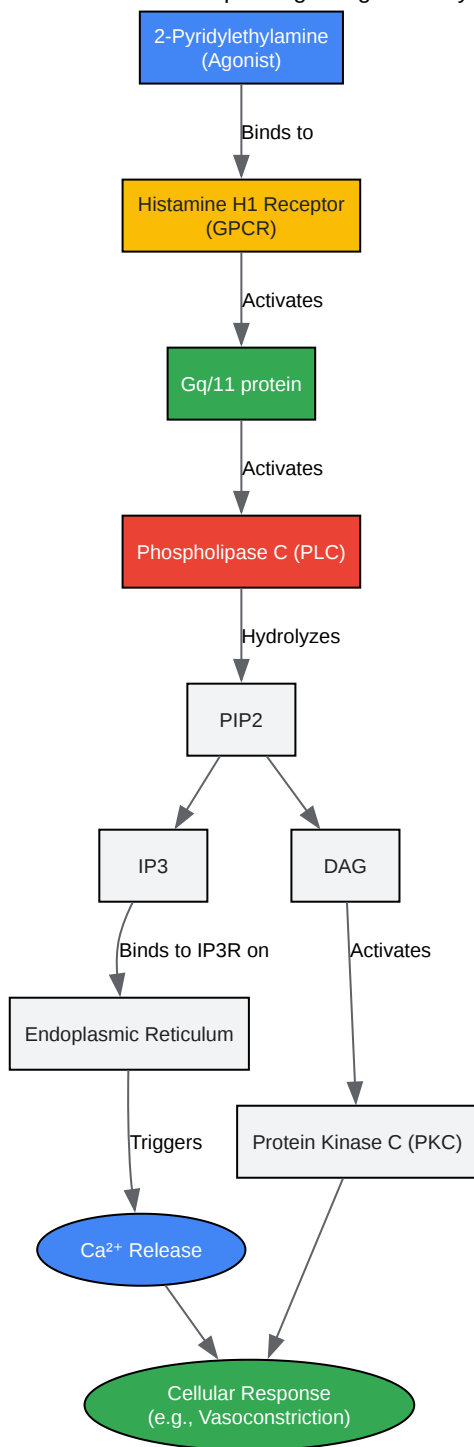 2-Pyridylethylamine
(Agonist)
Binds to
Histamine H1 Receptor
(GPCR)
Activates
Gq/11 protein
Activates
Phospholipase C (PLC)
Hydrolyzes
PIP2
IP3
DAG
Binds to IP3R on
Activates
Endoplasmic Reticulum
Triggers
Protein Kinase C (PKC)
Ca²⁺ Release
Cellular Response
(e.g., Vasoconstriction)